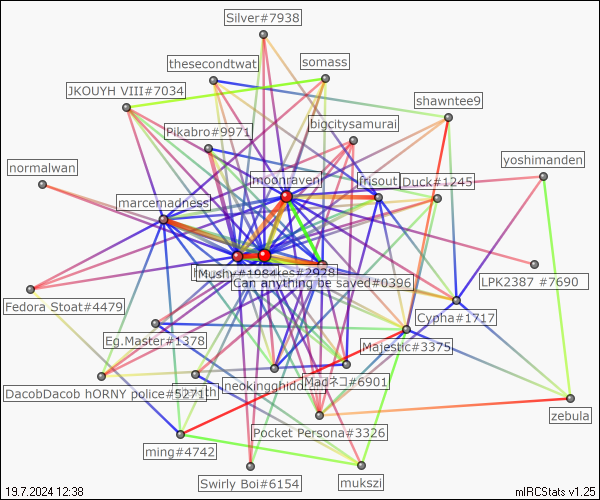 Silver#7938
thesecondtwat
somass
JKOUYH VIII#7034
shawntee9
Pikabro#9971
bigcitysamurai
yoshimanden
normalwan
moonraven
frisout
Duck#1245
marcemadness
Mushy#1984
kes#2928
Can anything be saved#0396
LPK2387 #7690
Fedora Stoat#4479
Cypha#1717
Eg.Master#1378
Majestic#3375
Madネコ#6901
DacobDacob hORNY police#5271
neokingghidd
Pocket Persona#3326
zebula
ming#4742
Swirly Boi#6154
mukszi
19.7.2024 12:38
mIRCStats v1.25